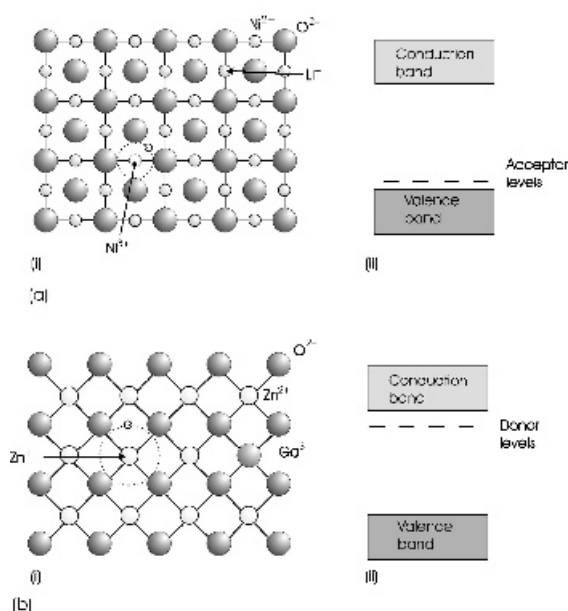 Ni²⁺
O²⁻
Li⁺
Ni³⁺
(i)
Conduction
band
Acceptor
levels
Valence
band
(ii)
(a)
O²⁻
Zn²⁺
Ga³⁺
Zn
(i)
Conduction
band
Donor
levels
Valence
band
(ii)
(b)